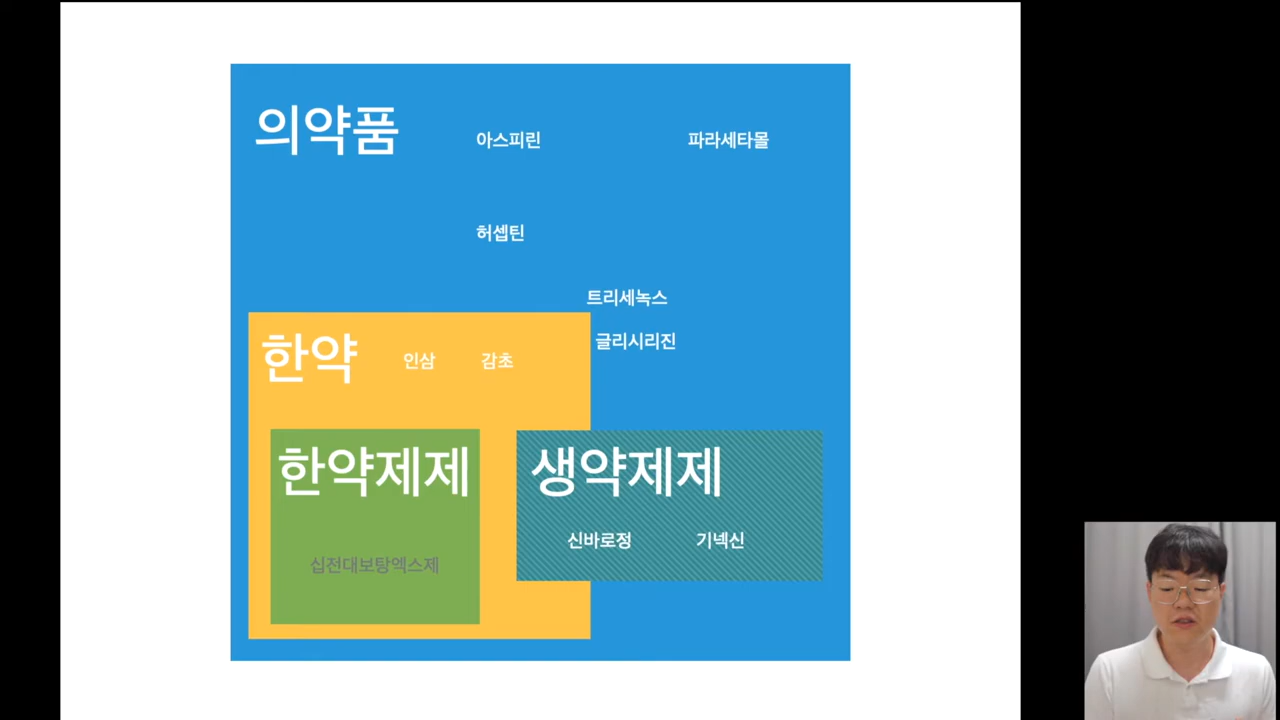 의약품
아스피린
파라세타몰
허셉틴
트리세녹스
글리시리진
한약
인삼
감초
한약제제
십전대보탕엑스제
생약제제
신바로정
기넥신